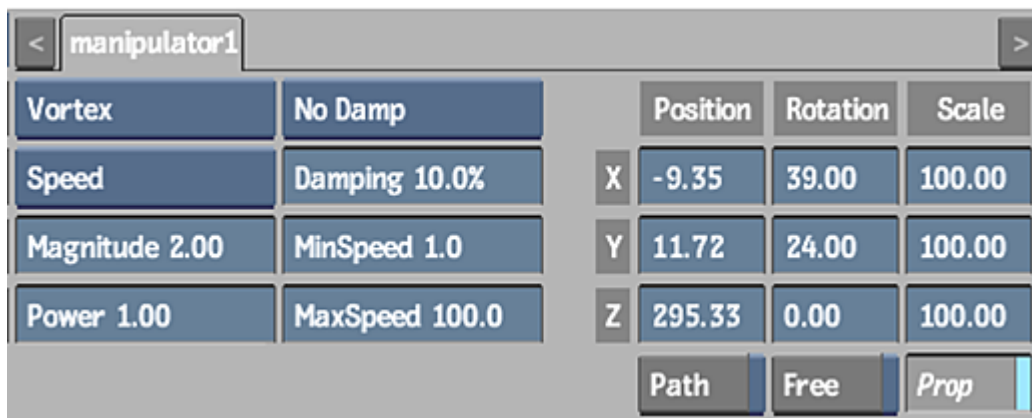 < manipulator1 >
Vortex No Damp Position Rotation Scale
Speed Damping 10.0% X -9.35 39.00 100.00
Magnitude 2.00 MinSpeed 1.0 Y 11.72 24.00 100.00
Power 1.00 MaxSpeed 100.0 Z 295.33 0.00 100.00
Path Free Prop